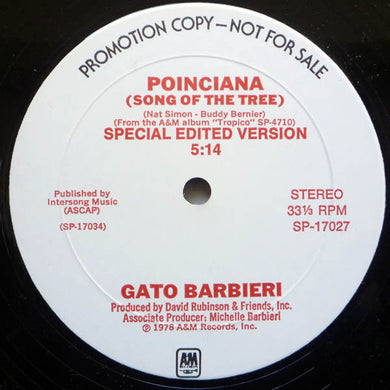 PROMOTION COPY—NOT FOR SALE
POINCIANA
(SONG OF THE TREE)
(Nat Simon - Buddy Bernier)
(From the A&M album "Tropico" SP-4710)
SPECIAL EDITED VERSION
5:14
Published by
Intersong Music
(ASCAP)
(SP-17034)
STEREO
33⅓ RPM
SP-17027
GATO BARBIERI
Produced by David Rubinson & Friends, Inc.
Associate Producer: Michelle Barbieri
℗ 1978 A&M Records, Inc.
AM